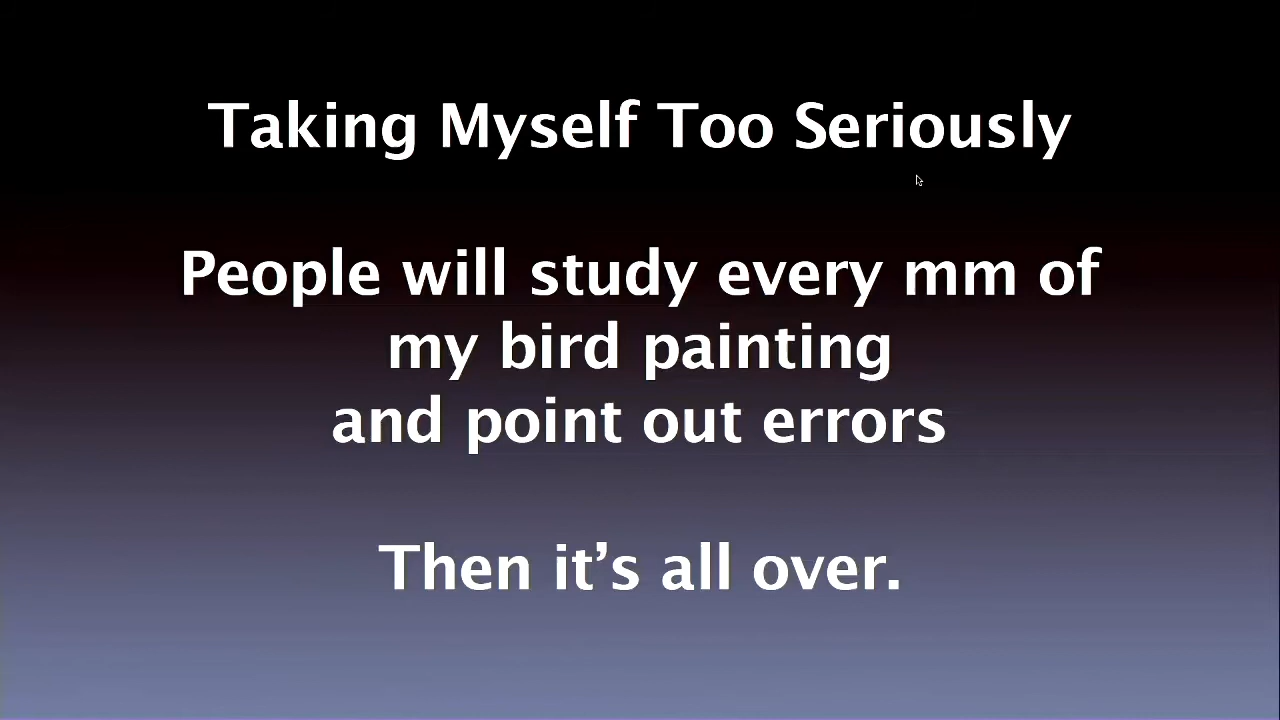 Taking Myself Too Seriously
People will study every mm of
my bird painting
and point out errors
Then it’s all over.